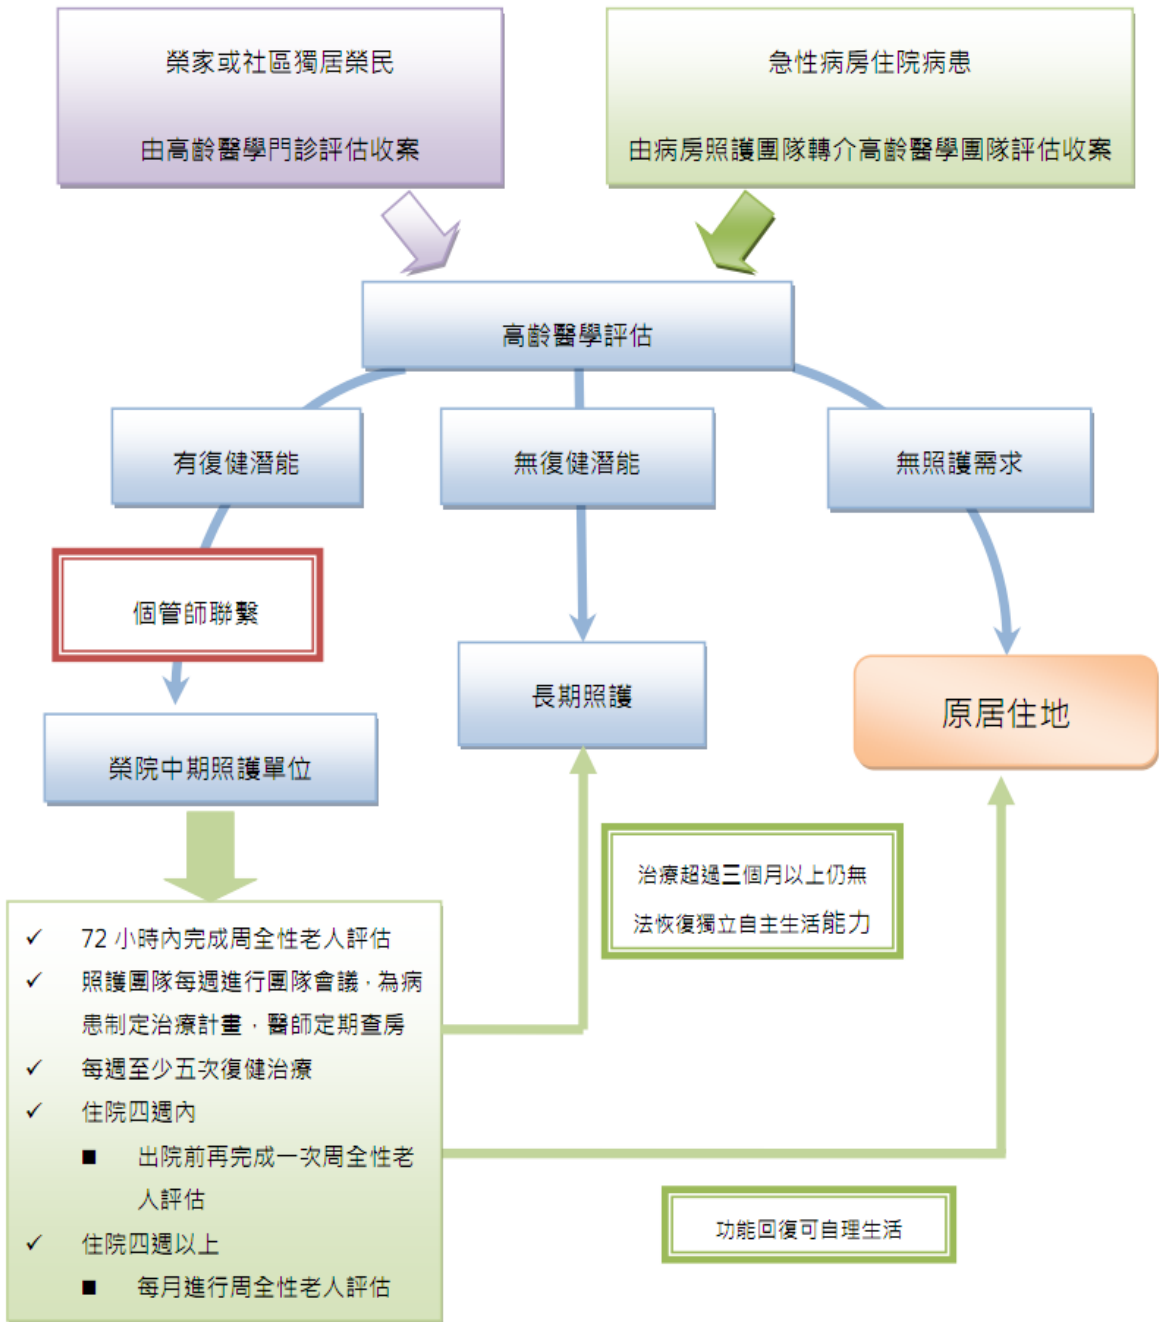 榮家或社區獨居榮民
由高齡醫學門診評估收案
急性病房住院病患
由病房照護團隊轉介高齡醫學團隊評估收案
高齡醫學評估
有復健潛能
無復健潛能
無照護需求
個管師聯繫
長期照護
原居住地
榮院中期照護單位
治療超過三個月以上仍無
法恢復獨立自主生活能力
✓ 72 小時內完成周全性老人評估
✓ 照護團隊每週進行團隊會議，為病
患制定治療計畫，醫師定期查房
✓ 每週至少五次復健治療
✓ 住院四週內
■ 出院前再完成一次周全性老
人評估
✓ 住院四週以上
■ 每月進行周全性老人評估
功能回復可自理生活